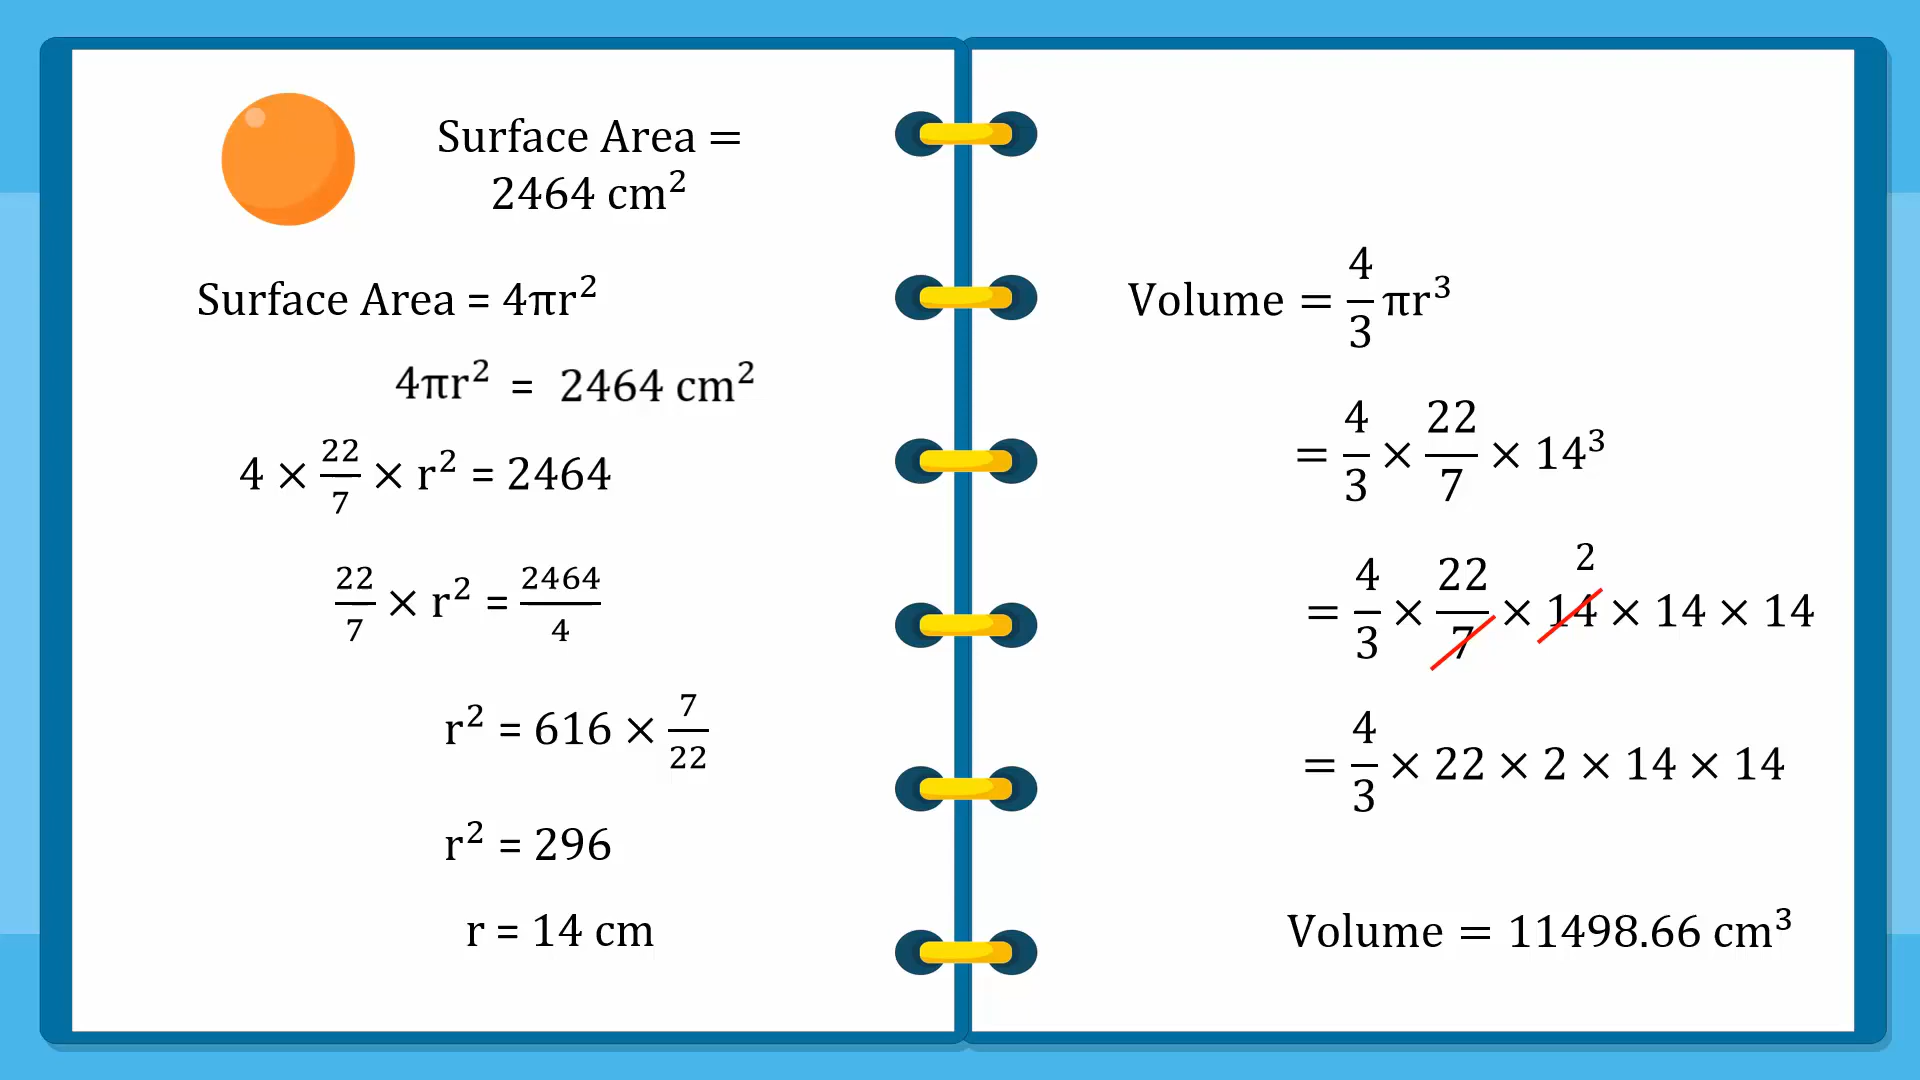 Surface Area =
2464 cm²
Surface Area = 4πr²
4πr² = 2464 cm²
4 × 22/7 × r² = 2464
22/7 × r² = 2464/4
r² = 616 × 7/22
r² = 296
r = 14 cm
Volume = 4/3 πr³
= 4/3 × 22/7 × 14³
2
= 4/3 × 22/7 × 14 × 14 × 14
= 4/3 × 22 × 2 × 14 × 14
Volume = 11498.66 cm³